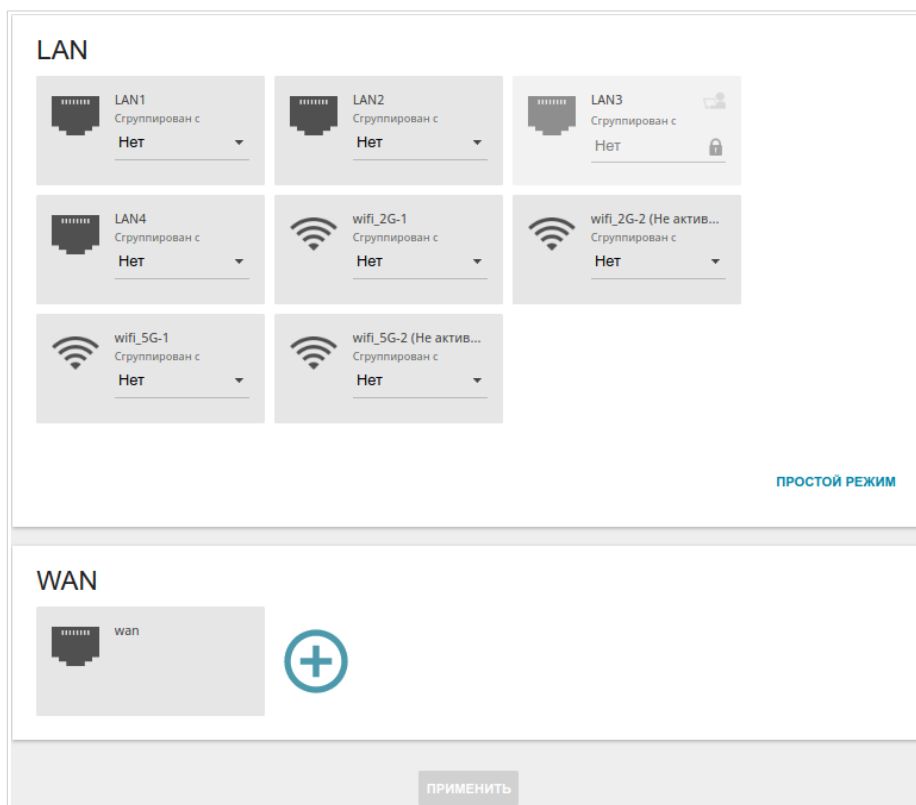 LAN
LAN1
Сгруппирован с
Нет
LAN2
Сгруппирован с
Нет
LAN3
Сгруппирован с
Нет
LAN4
Сгруппирован с
Нет
wifi_2G-1
Сгруппирован с
Нет
wifi_2G-2 (Не актив...
Сгруппирован с
Нет
wifi_5G-1
Сгруппирован с
Нет
wifi_5G-2 (Не актив...
Сгруппирован с
Нет
ПРОСТОЙ РЕЖИМ
WAN
wan
ПРИМЕНИТЬ